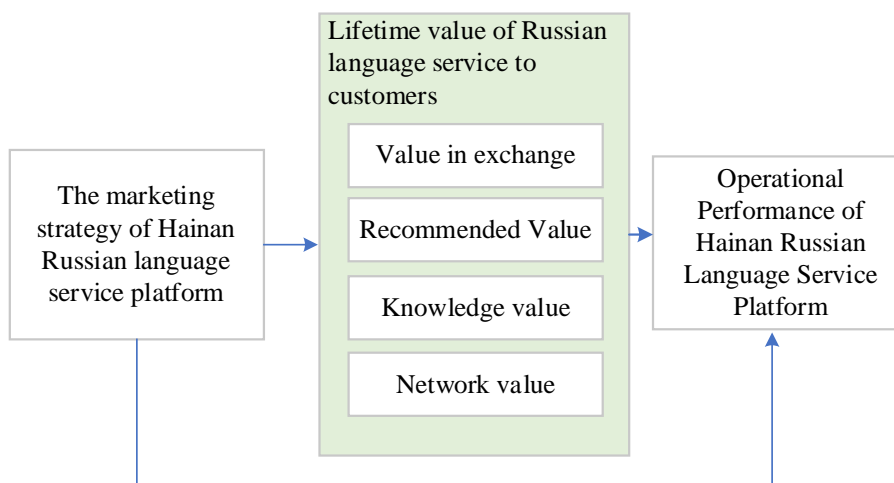 Lifetime value of Russian
language service to
customers
The marketing
strategy of Hainan
Russian language
service platform
Value in exchange
Recommended Value
Knowledge value
Network value
Operational
Performance of
Hainan Russian
Language Service
Platform